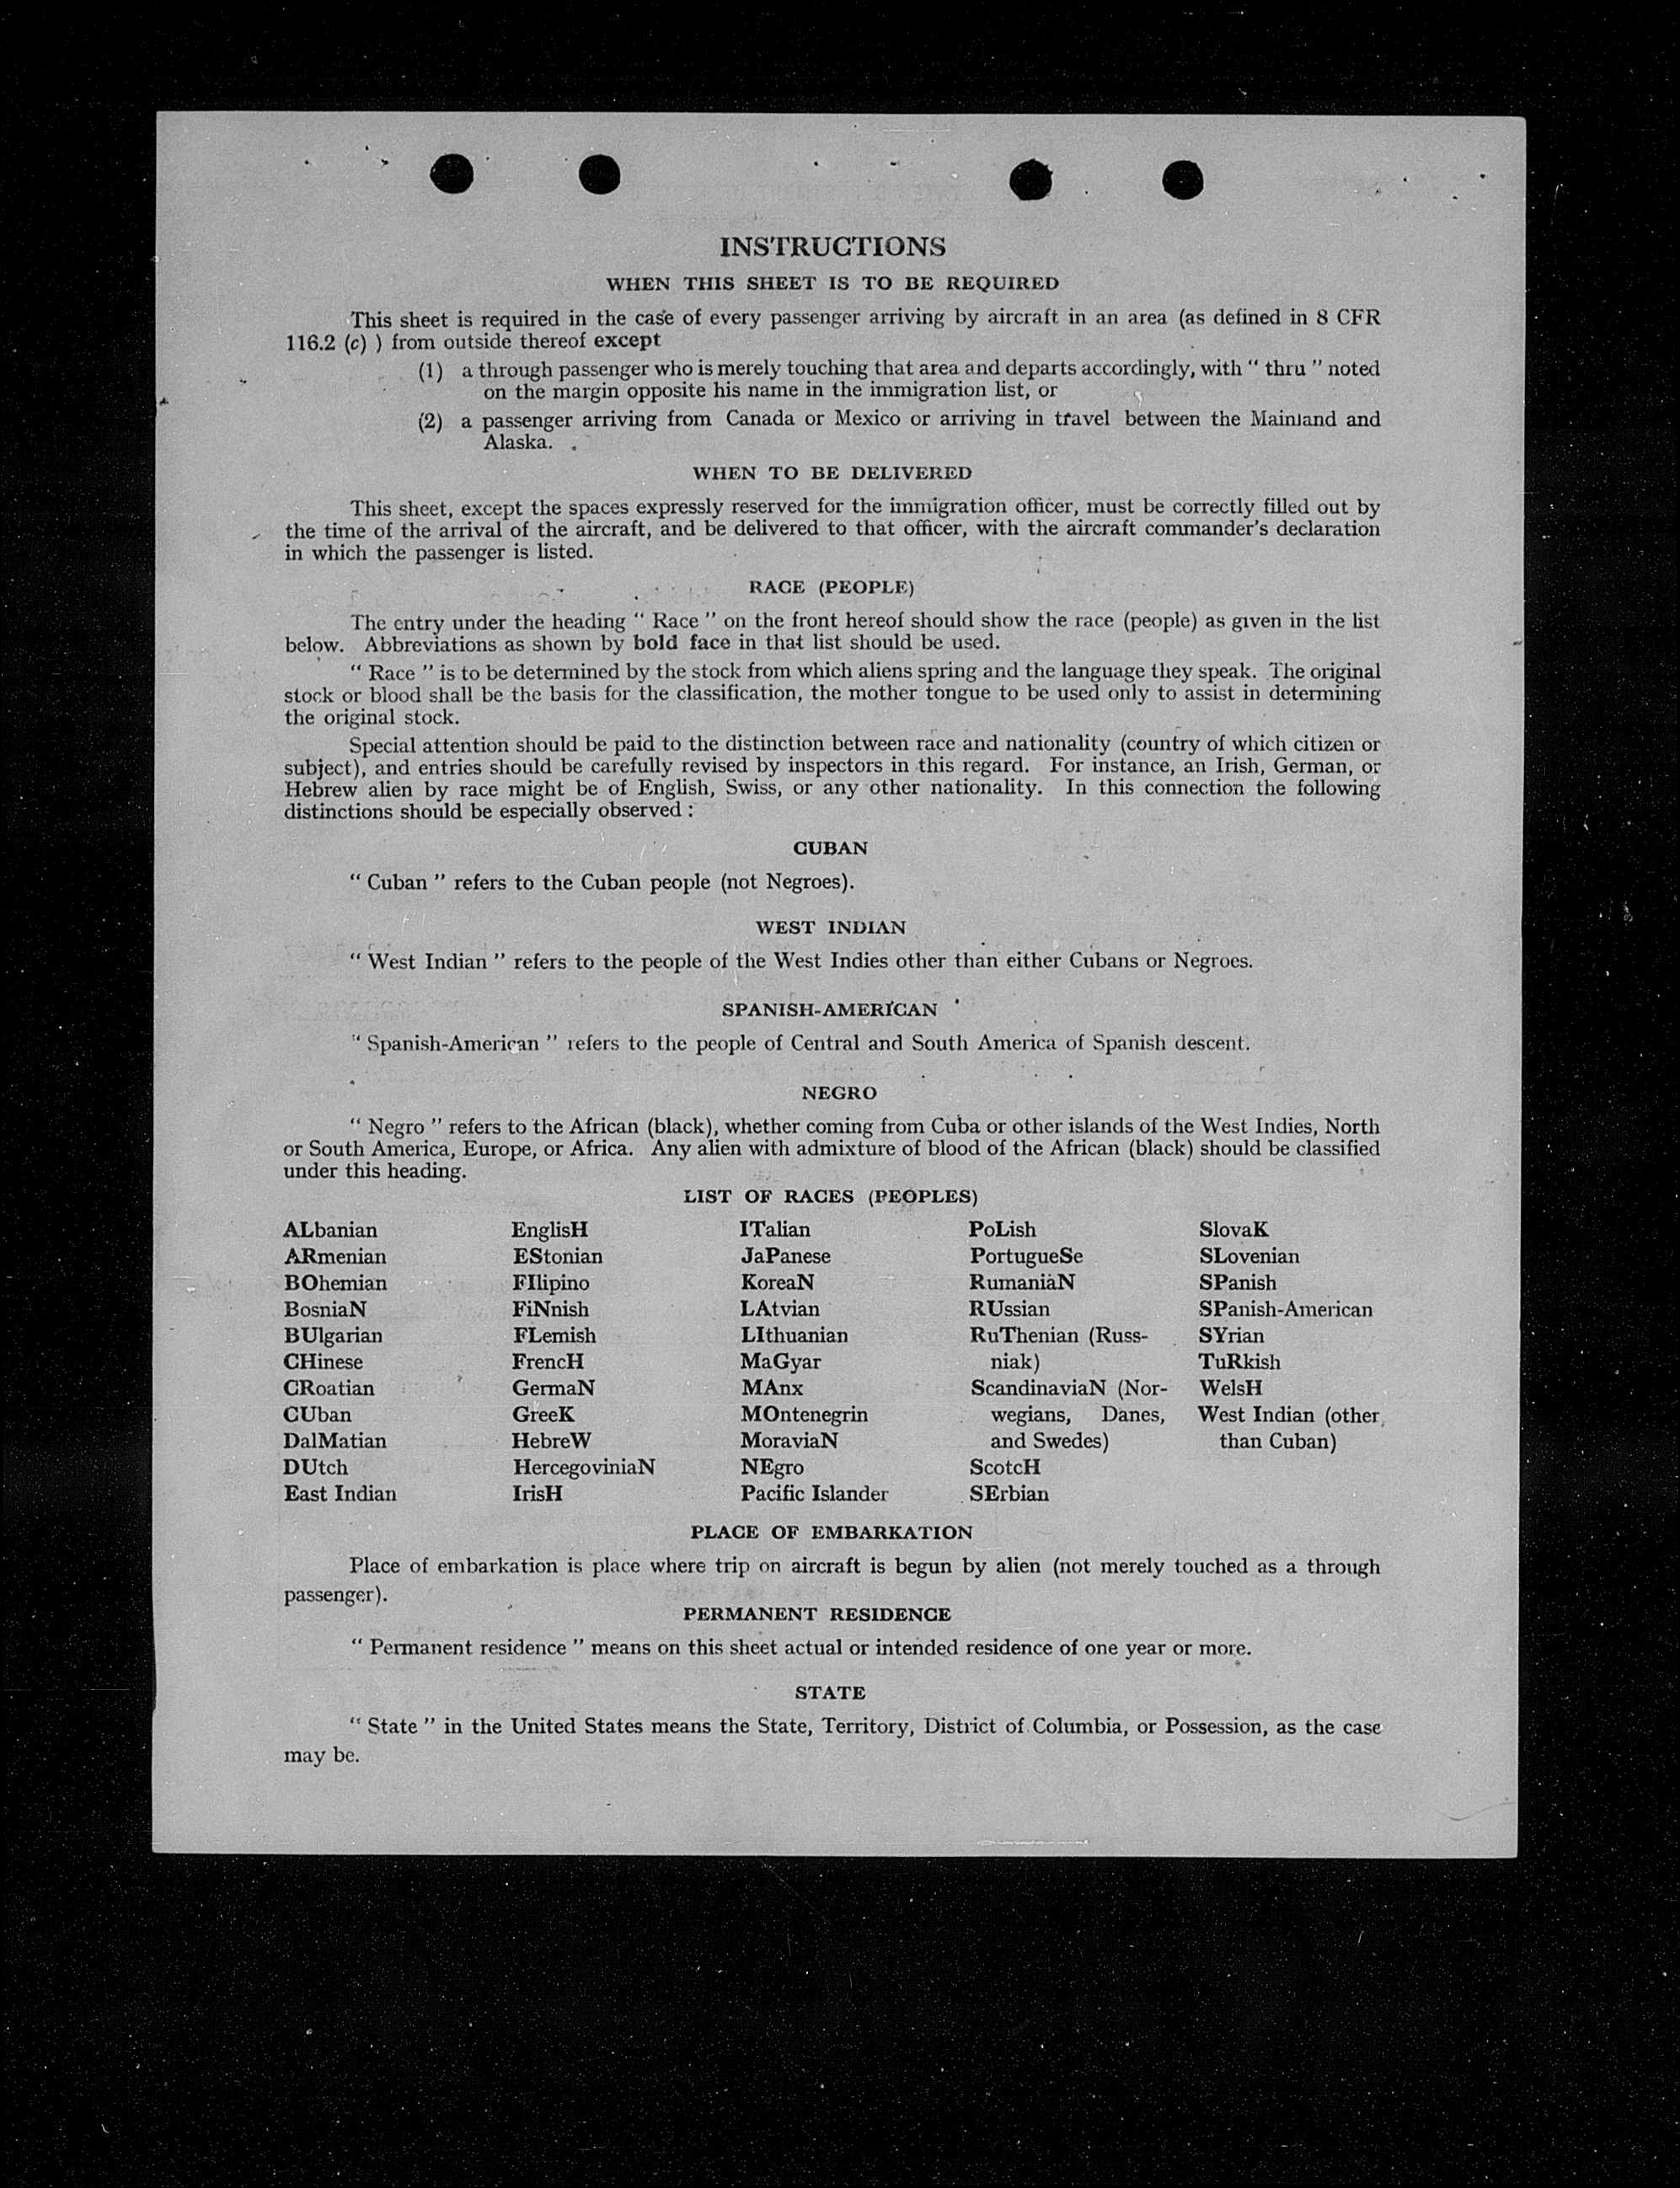 INSTRUCTIONS
WHEN THIS SHEET IS TO BE REQUIRED
This sheet is required in the case of every passenger arriving by aircraft in an area (as defined in 8 CFR
116.2 (c) ) from outside thereof except
(1) a through passenger who is merely touching that area and departs accordingly, with " thru " noted
on the margin opposite his name in the immigration list, or
(2) a passenger arriving from Canada or Mexico or arriving in travel between the Mainland and
Alaska.
WHEN TO BE DELIVERED
This sheet, except the spaces expressly reserved for the immigration officer, must be correctly filled out by
the time of the arrival of the aircraft, and be delivered to that officer, with the aircraft commander's declaration
in which the passenger is listed.
RACE (PEOPLE)
The entry under the heading " Race " on the front hereof should show the race (people) as given in the list
below. Abbreviations as shown by bold face in that list should be used.
" Race " is to be determined by the stock from which aliens spring and the language they speak. The original
stock or blood shall be the basis for the classification, the mother tongue to be used only to assist in determining
the original stock.
Special attention should be paid to the distinction between race and nationality (country of which citizen or
subject), and entries should be carefully revised by inspectors in this regard. For instance, an Irish, German, or
Hebrew alien by race might be of English, Swiss, or any other nationality. In this connection the following
distinctions should be especially observed :
CUBAN
" Cuban " refers to the Cuban people (not Negroes).
WEST INDIAN
" West Indian " refers to the people of the West Indies other than either Cubans or Negroes.
SPANISH-AMERICAN
" Spanish-American " refers to the people of Central and South America of Spanish descent.
NEGRO
" Negro " refers to the African (black), whether coming from Cuba or other islands of the West Indies, North
or South America, Europe, or Africa. Any alien with admixture of blood of the African (black) should be classified
under this heading.
LIST OF RACES (PEOPLES)
ALbanian
ARmenian
BOhemian
BosniaN
BUlgarian
CHinese
CRoatian
CUban
DalMatian
DUtch
East Indian
EnglisH
EStonian
FIlipino
FiNnish
FLemish
FrencH
GermaN
GreeK
HebreW
HercegoviniaN
IrisH
ITalian
JaPanese
KoreaN
LAtvian
LIthuanian
MaGyar
MAnx
MOntenegrin
MoraviaN
NEgro
Pacific Islander
PoLish
PortugueSe
RumaniaN
RUssian
RuThenian (Russ-
niak)
ScandinaviaN (Nor-
wegians, Danes,
and Swedes)
ScotcH
SErbian
SlovaK
SLovenian
SPanish
SPanish-American
SYrian
TuRkish
WelsH
West Indian (other
than Cuban)
PLACE OF EMBARKATION
Place of embarkation is place where trip on aircraft is begun by alien (not merely touched as a through
passenger).
PERMANENT RESIDENCE
" Permanent residence " means on this sheet actual or intended residence of one year or more.
STATE
" State " in the United States means the State, Territory, District of Columbia, or Possession, as the case
may be.